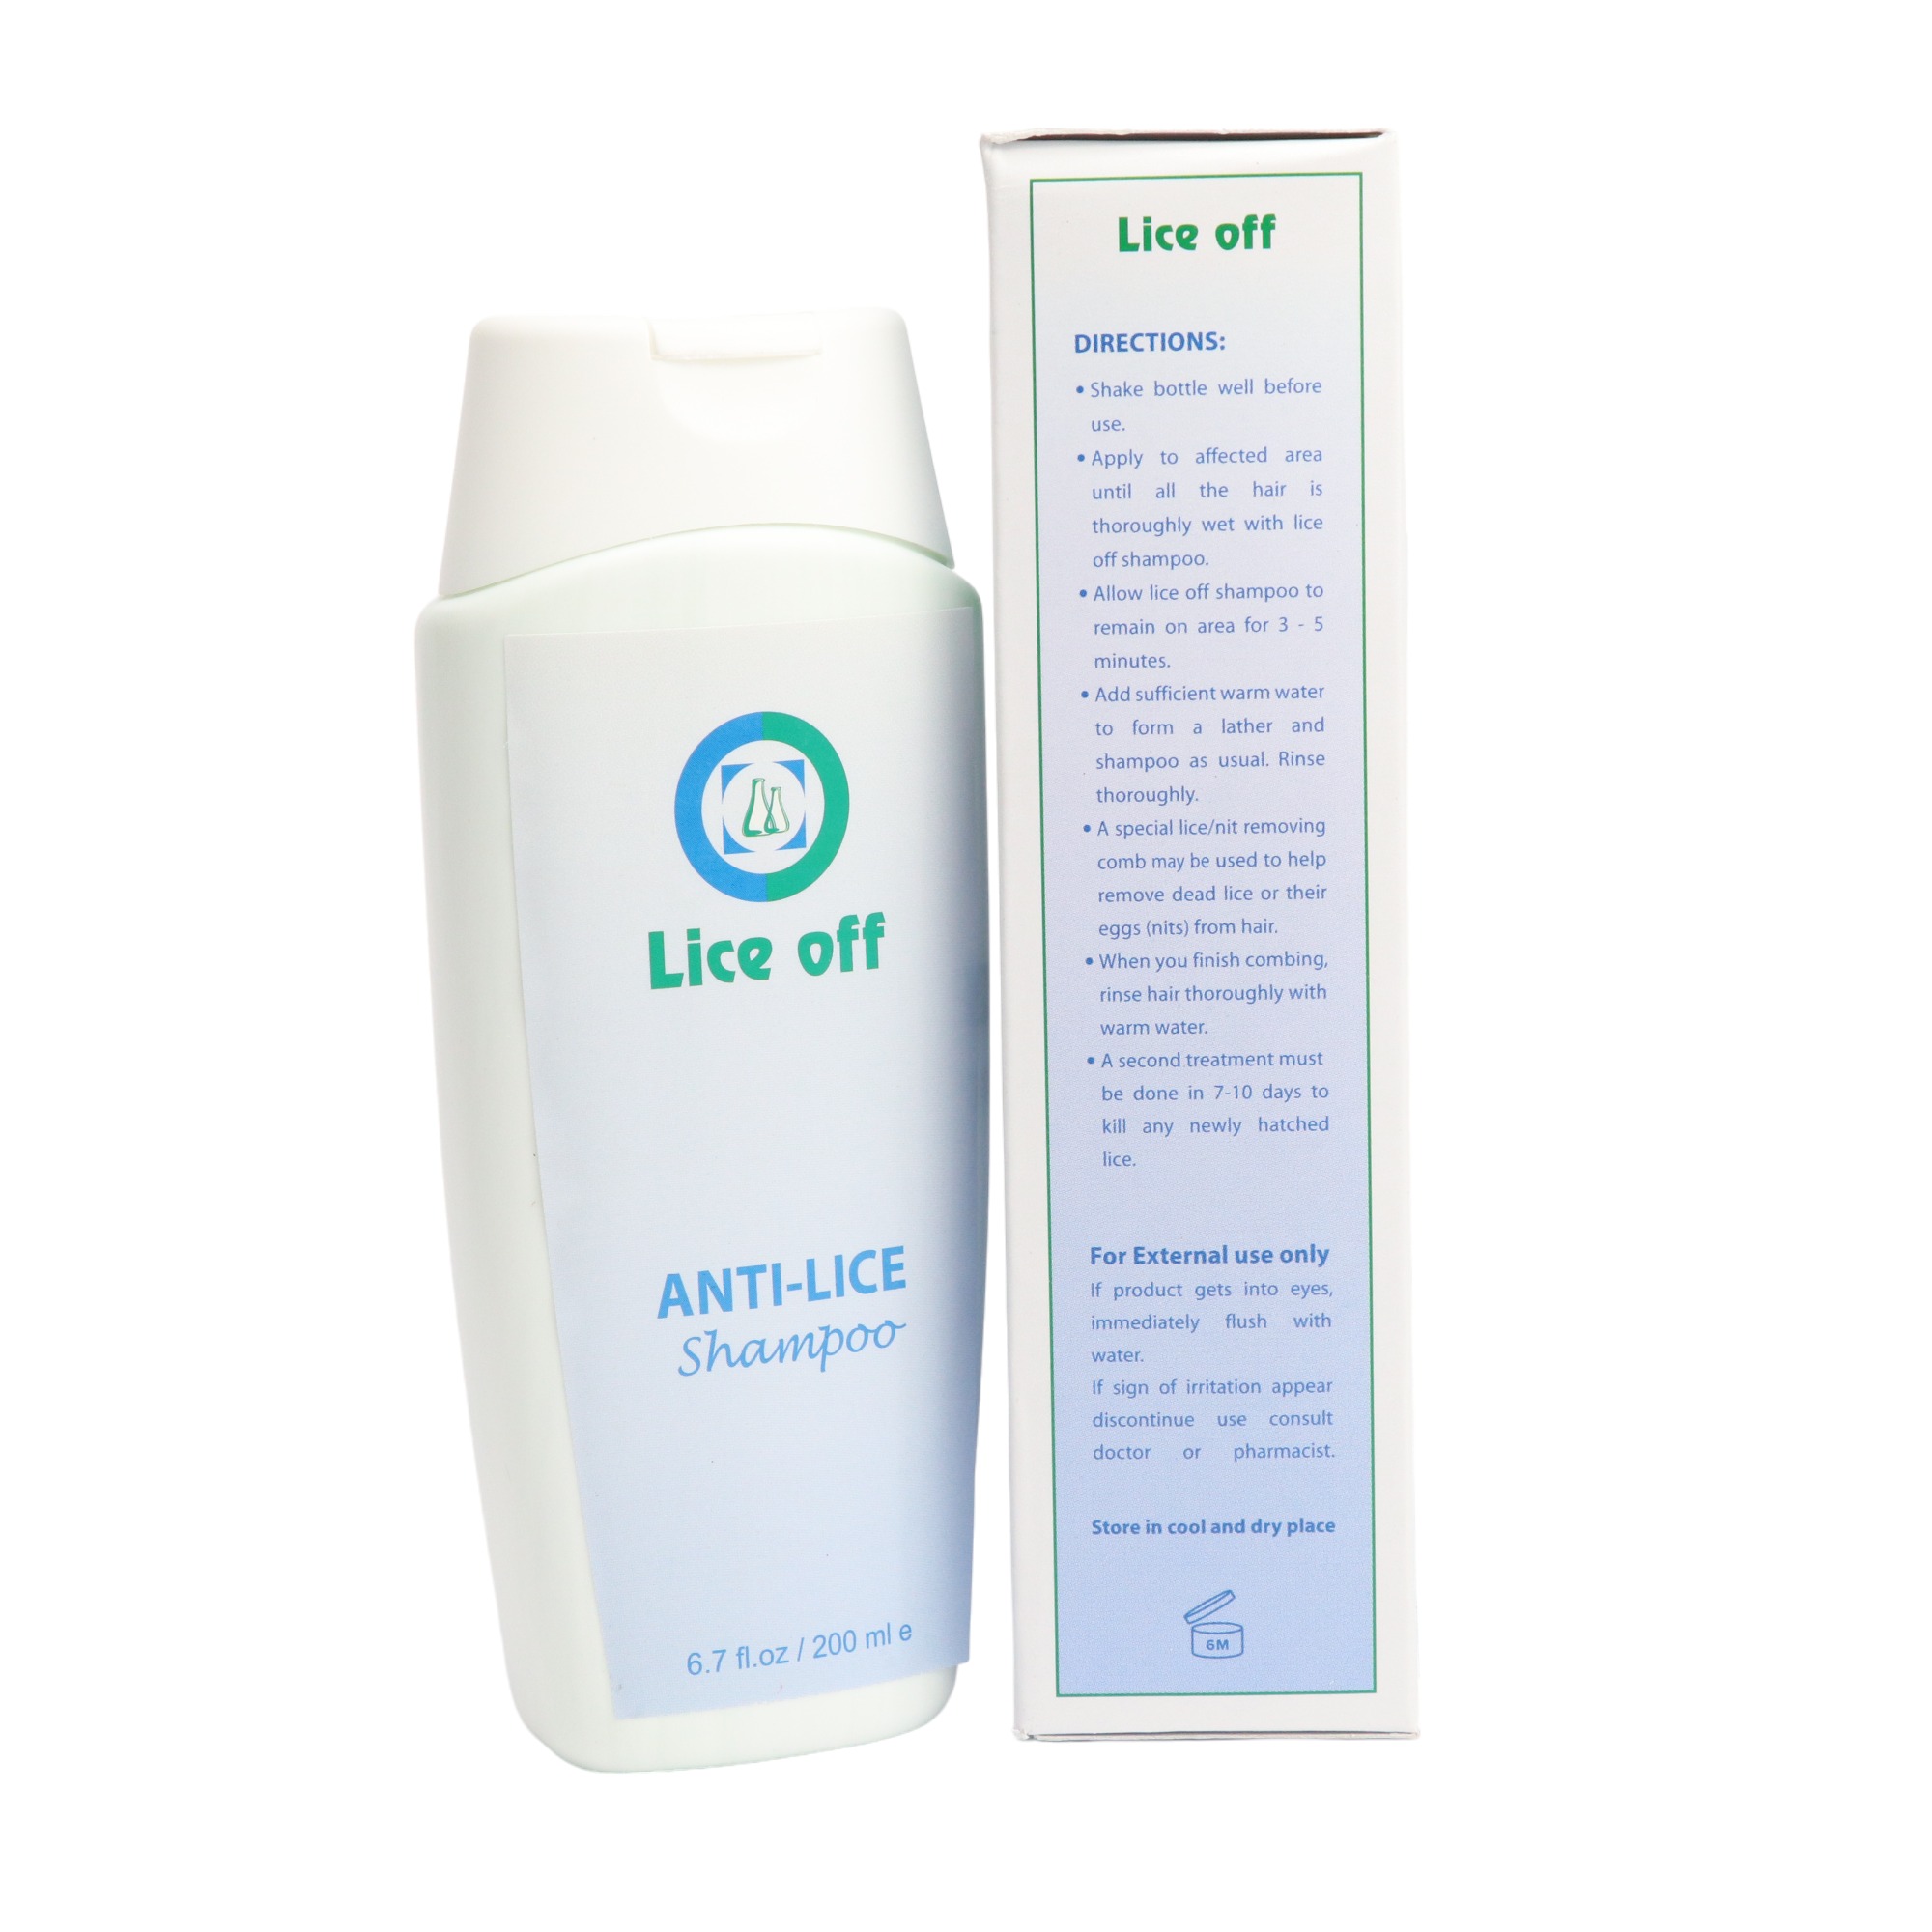 Lice off
ANTI-LICE
Shampoo
6.7 fl.oz / 200 ml e
Lice off
DIRECTIONS:
• Shake bottle well before
use.
• Apply to affected area
until all the hair is
thoroughly wet with lice
off shampoo.
• Allow lice off shampoo to
remain on area for 3 - 5
minutes.
• Add sufficient warm water
to form a lather and
shampoo as usual. Rinse
thoroughly.
• A special lice/nit removing
comb may be used to help
remove dead lice or their
eggs (nits) from hair.
• When you finish combing,
rinse hair thoroughly with
warm water.
• A second treatment must
be done in 7-10 days to
kill any newly hatched
lice.
For External use only
If product gets into eyes,
immediately flush with
water.
If sign of irritation appear
discontinue use consult
doctor or pharmacist.
Store in cool and dry place
6M